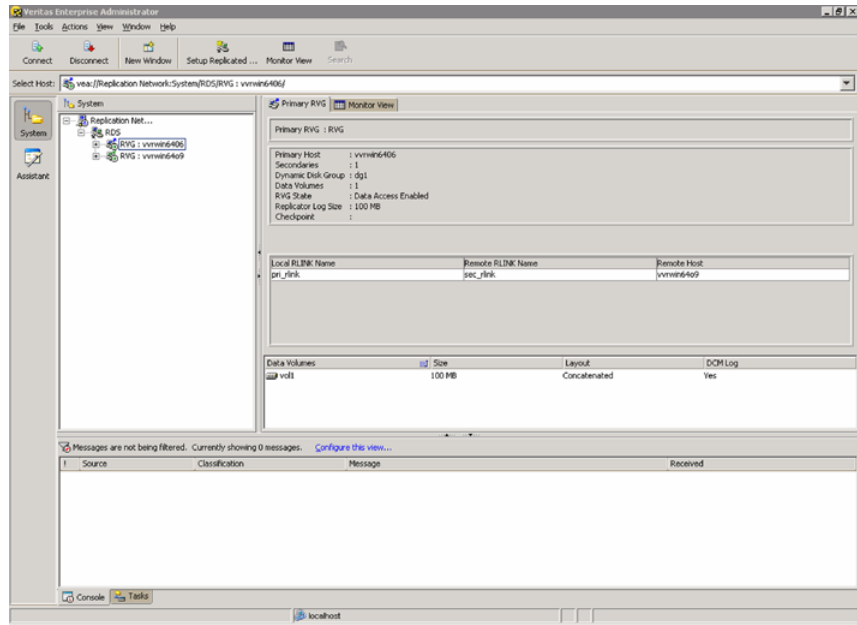 Veritas Enterprise Administrator
File Tools Actions View Window Help
Connect Disconnect New Window Setup Replicated ... Monitor View Search
Select Host: vea://Replication Network:System/RDS/RVG : vvrwin6406/
System
Assistant
System
Replication Net...
RDS
RVG : vvrwin6406
RVG : vvrwin64o9
Primary RVG Monitor View
Primary RVG : RVG
Primary Host : vvrwin6406
Secondaries : 1
Dynamic Disk Group : dg1
Data Volumes : 1
RVG State : Data Access Enabled
Replicator Log Size : 100 MB
Checkpoint :
Local RLINK Name Remote RLINK Name Remote Host
pri_rlink sec_rlink vvrwin64o9
Data Volumes Size Layout DCM Log
vol1 100 MB Concatenated Yes
Messages are not being filtered. Currently showing 0 messages. Configure this view...
! Source Classification Message Received
Console Tasks
localhost